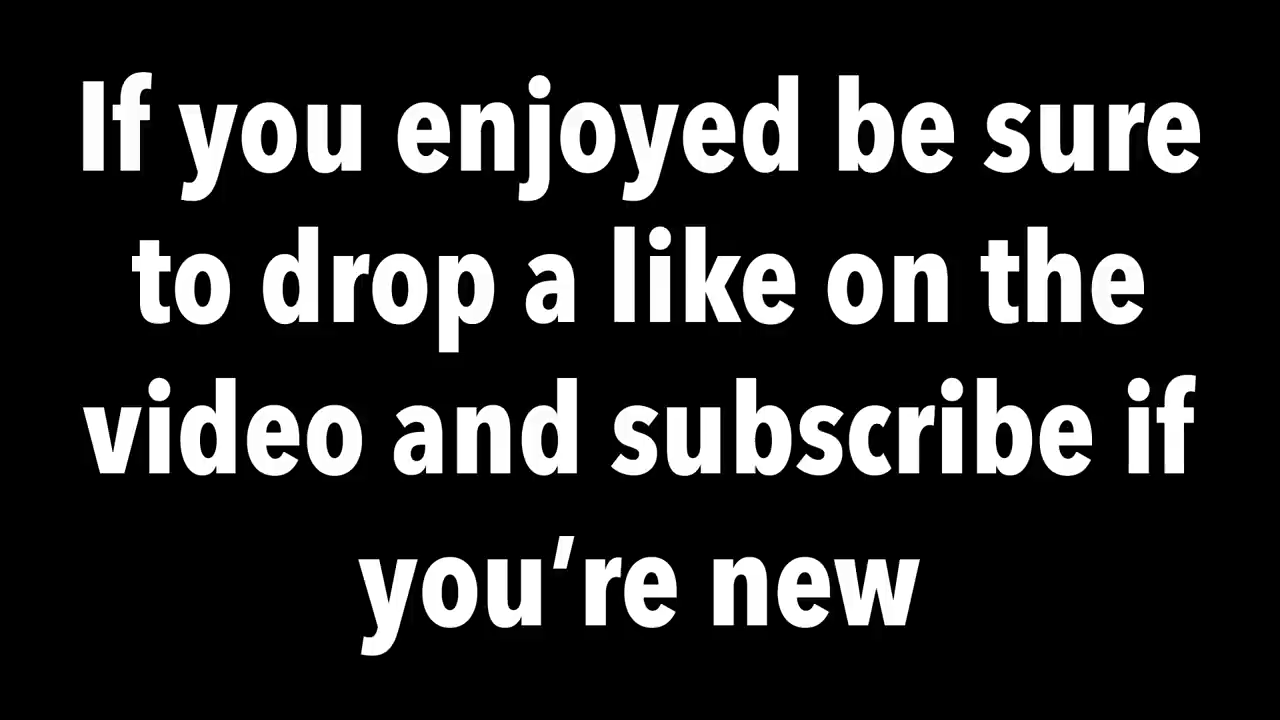 If you enjoyed be sure
to drop a like on the
video and subscribe if
you’re new